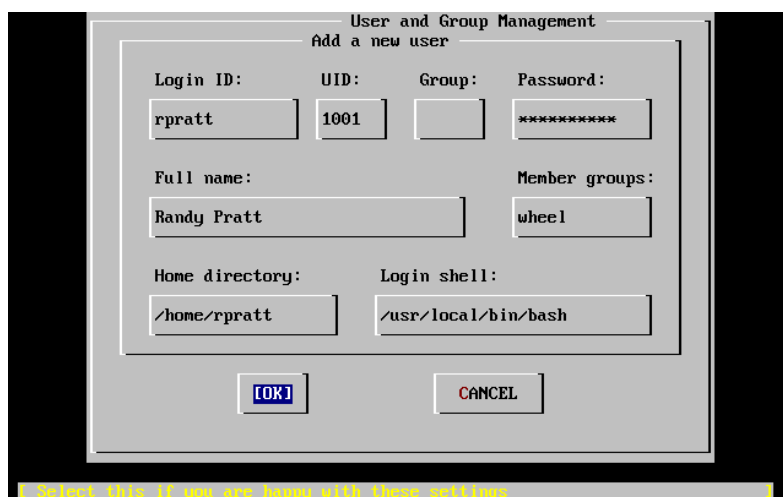 User and Group Management
Add a new user
Login ID: UID: Group: Password:
rpratt 1001 **********
Full name: Member groups:
Randy Pratt wheel
Home directory: Login shell:
/home/rpratt /usr/local/bin/bash
[OK] CANCEL
[ Select this if you are happy with these settings ]